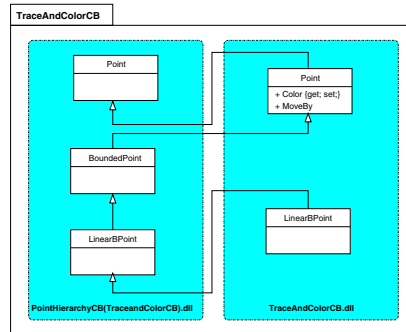 TraceAndColorCB
Point
BoundedPoint
LinearBPoint
PointHierarchyCB(TraceandColorCB).dll
Point
+ Color {get; set;}
+ MoveBy
LinearBPoint
TraceAndColorCB.dll